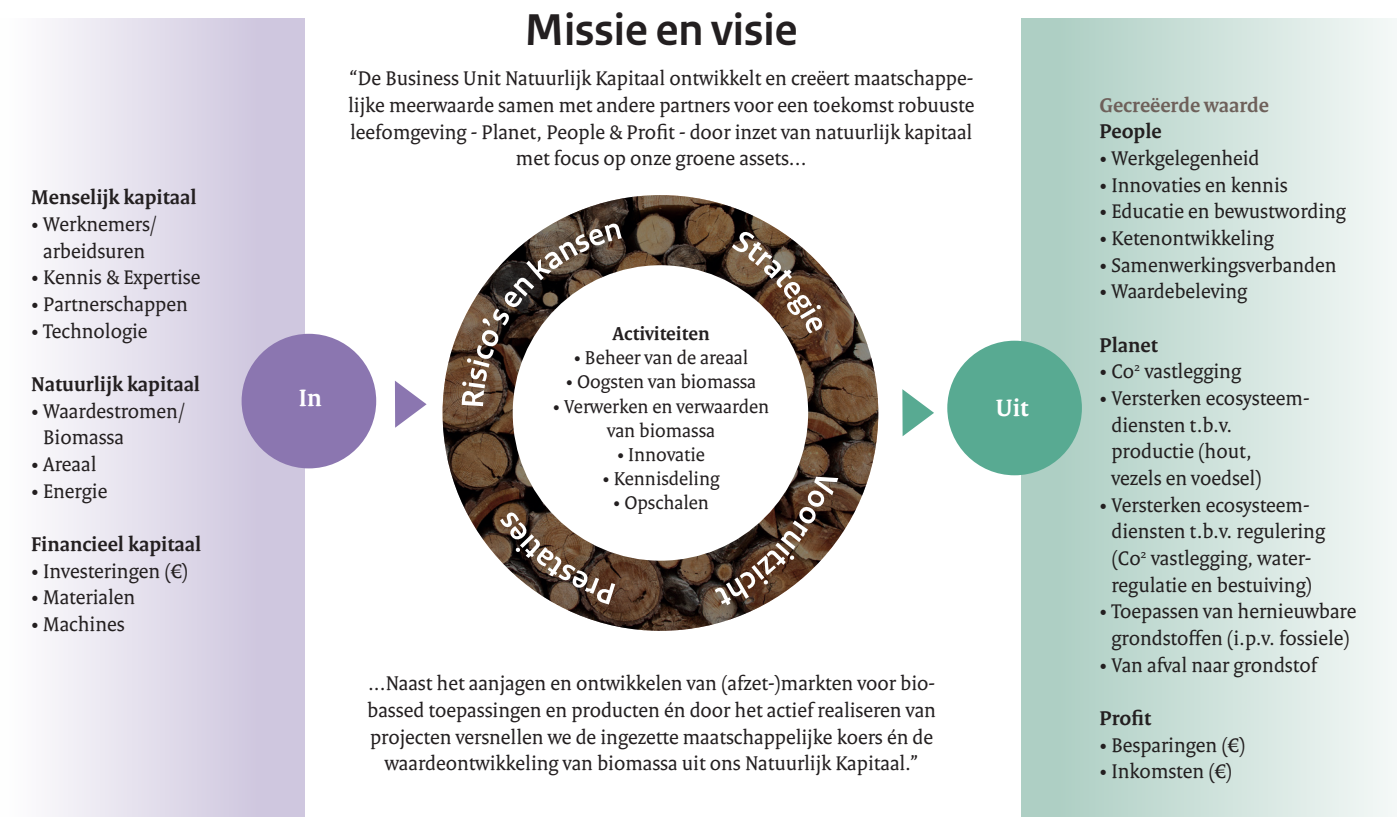 Missie en visie
“De Business Unit Natuurlijk Kapitaal ontwikkelt en creëert maatschappe-
lijke meerwaarde samen met andere partners voor een toekomst robuuste
leefomgeving - Planet, People & Profit - door inzet van natuurlijk kapitaal
met focus op onze groene assets…
Menselijk kapitaal
• Werknemers/
arbeidsuren
• Kennis & Expertise
• Partnerschappen
• Technologie
Natuurlijk kapitaal
• Waardestromen/
Biomassa
• Areaal
• Energie
Financieel kapitaal
• Investeringen (€)
• Materialen
• Machines
In
Risico’s en kansen
Strategie
Vooruitzicht
Prestaties
Activiteiten
• Beheer van de areaal
• Oogsten van biomassa
• Verwerken en verwaarden
van biomassa
• Innovatie
• Kennisdeling
• Opschalen
Uit
Gecreëerde waarde
People
• Werkgelegenheid
• Innovaties en kennis
• Educatie en bewustwording
• Ketenontwikkeling
• Samenwerkingsverbanden
• Waardebeleving
Planet
• Co² vastlegging
• Versterken ecosysteem-
diensten t.b.v.
productie (hout,
vezels en voedsel)
• Versterken ecosysteem-
diensten t.b.v. regulering
(Co² vastlegging, water-
regulatie en bestuiving)
• Toepassen van hernieuwbare
grondstoffen (i.p.v. fossiele)
• Van afval naar grondstof
Profit
• Besparingen (€)
• Inkomsten (€)
…Naast het aanjagen en ontwikkelen van (afzet-)markten voor bio-
bassed toepassingen en producten én door het actief realiseren van
projecten versnellen we de ingezette maatschappelijke koers én de
waardeontwikkeling van biomassa uit ons Natuurlijk Kapitaal.”